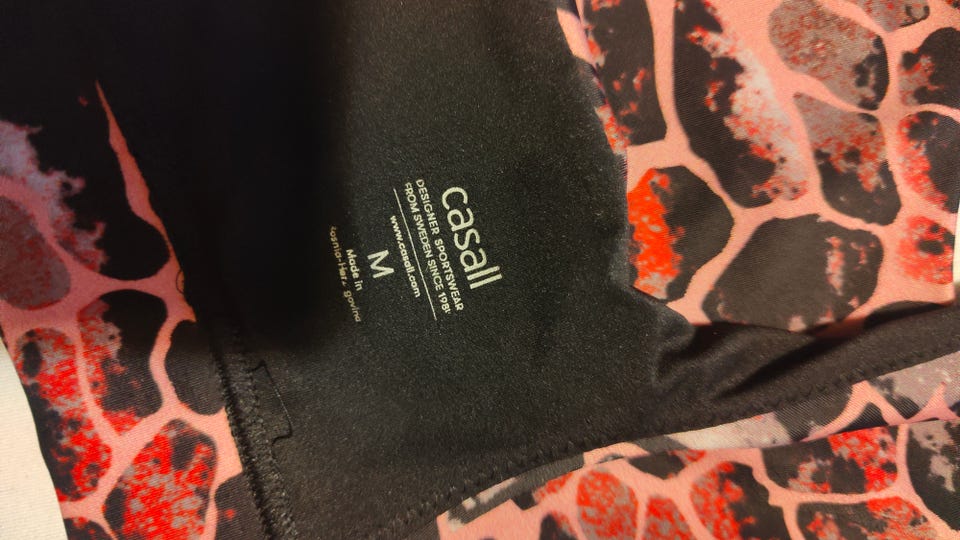 casall
DESIGNER SPORTSWEAR
FROM SWEDEN SINCE
www.casall.com
M
Made in